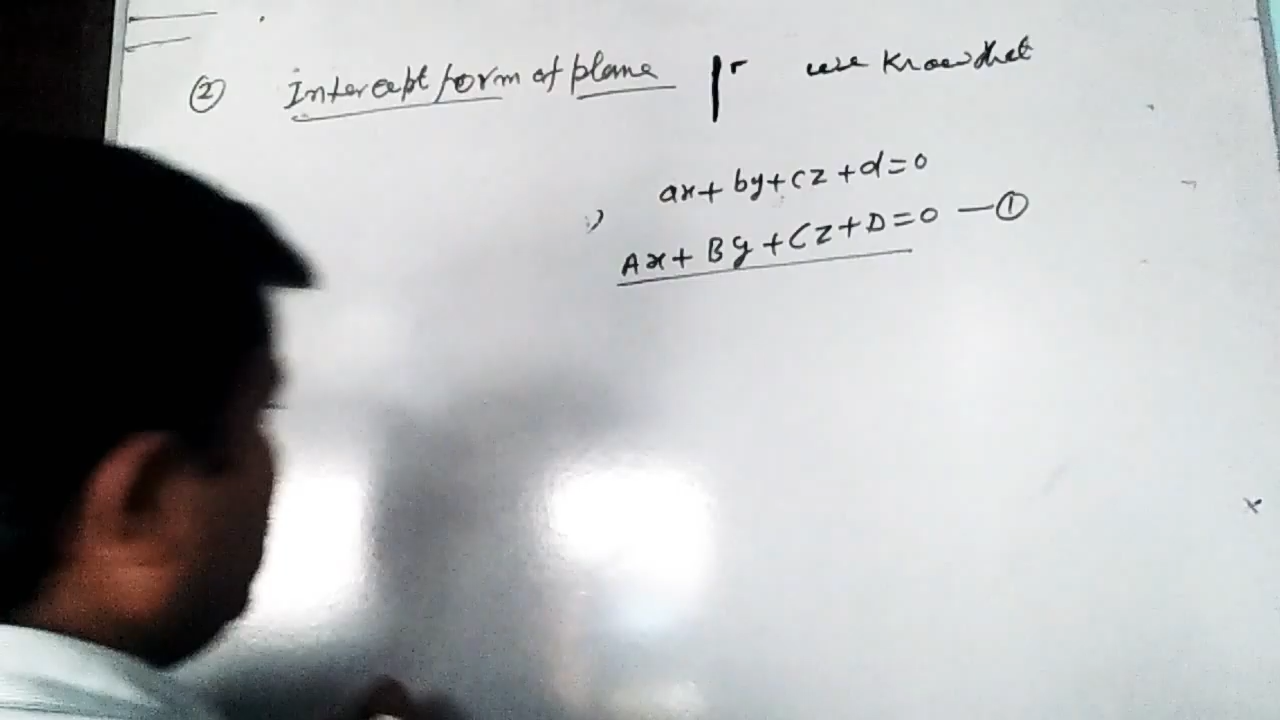 ② Intercept form of plane we know that
ax+by+cz+d=0
Ax+By+Cz+D=0 —①